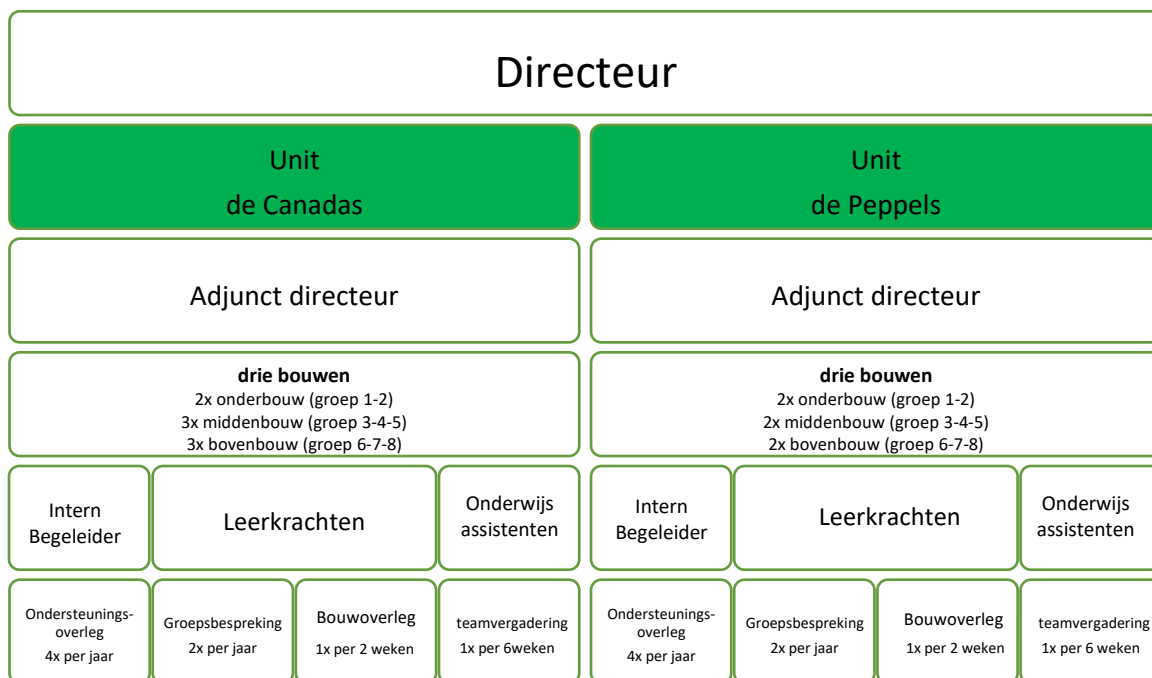 Directeur
Unit
de Canadas
Unit
de Peppels
Adjunct directeur
Adjunct directeur
drie bouwen
2x onderbouw (groep 1-2)
3x middenbouw (groep 3-4-5)
3x bovenbouw (groep 6-7-8)
drie bouwen
2x onderbouw (groep 1-2)
2x middenbouw (groep 3-4-5)
2x bovenbouw (groep 6-7-8)
Intern
Begeleider
Leerkrachten
Onderwijs
assistenten
Intern
Begeleider
Leerkrachten
Onderwijs
assistenten
Ondersteunings-
overleg
4x per jaar
Groepsbespreking
2x per jaar
Bouwoverleg
1x per 2 weken
teamvergadering
1x per 6weken
Ondersteunings-
overleg
4x per jaar
Groepsbespreking
2x per jaar
Bouwoverleg
1x per 2 weken
teamvergadering
1x per 6 weken